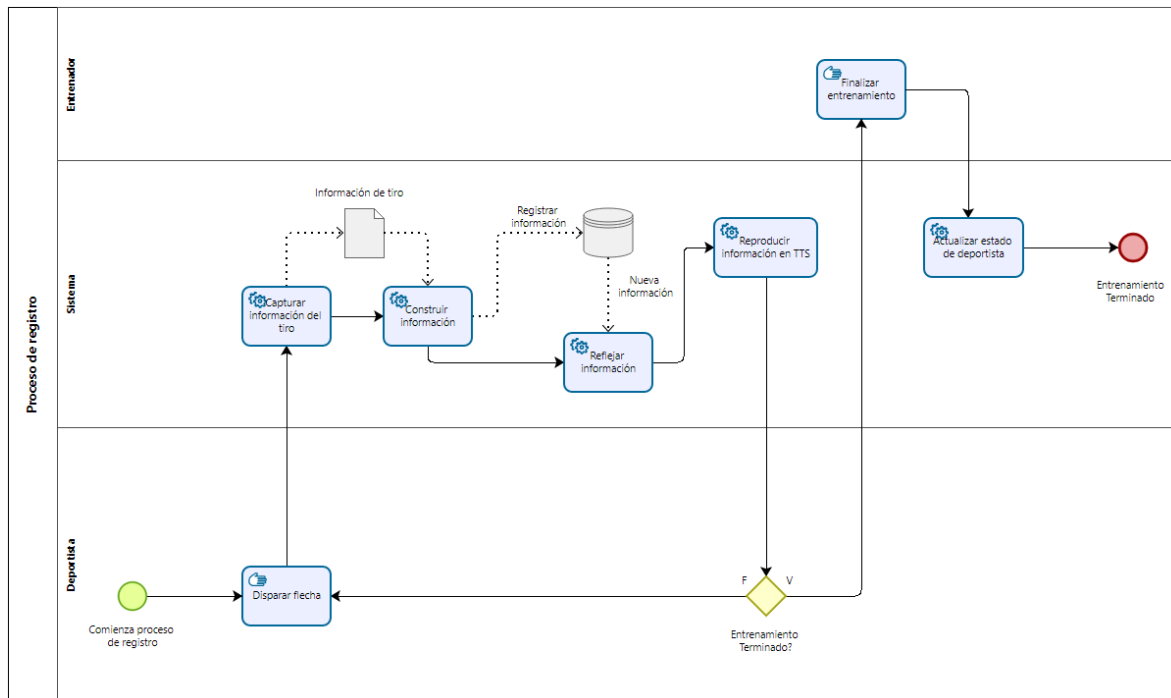 Proceso de registro
Entrenador
Finalizar
entrenamiento
Sistema
Información de tiro
Registrar
información
Capturar
información del
tiro
Construir
información
Nueva
información
Reflejar
información
Reproducir
información en TTS
Actualizar estado
de deportista
Entrenamiento
Terminado
Deportista
Comienza proceso
de registro
Disparar flecha
F
V
Entrenamiento
Terminado?